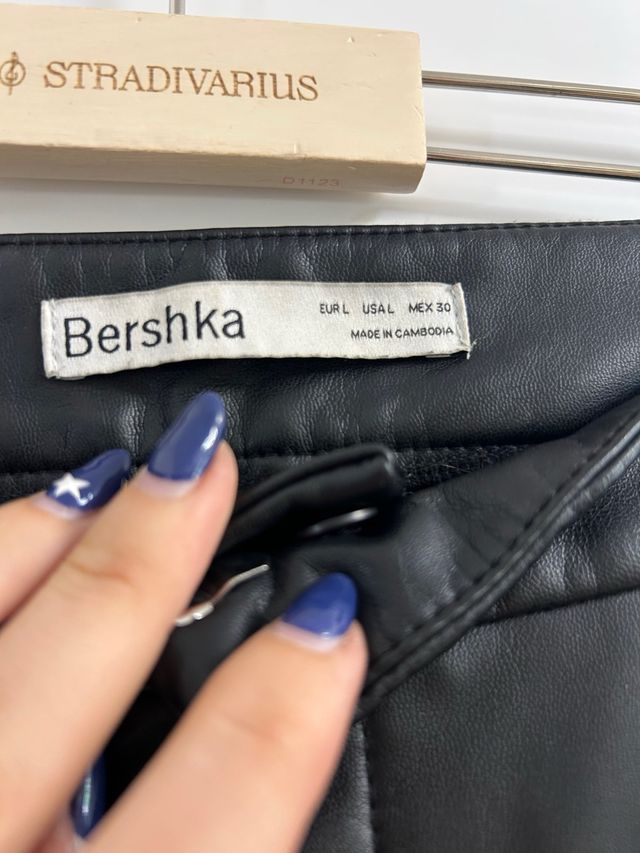 STRADIVARIUS
D1123
Bershka
EUR L USA L MEX 30
MADE IN CAMBODIA